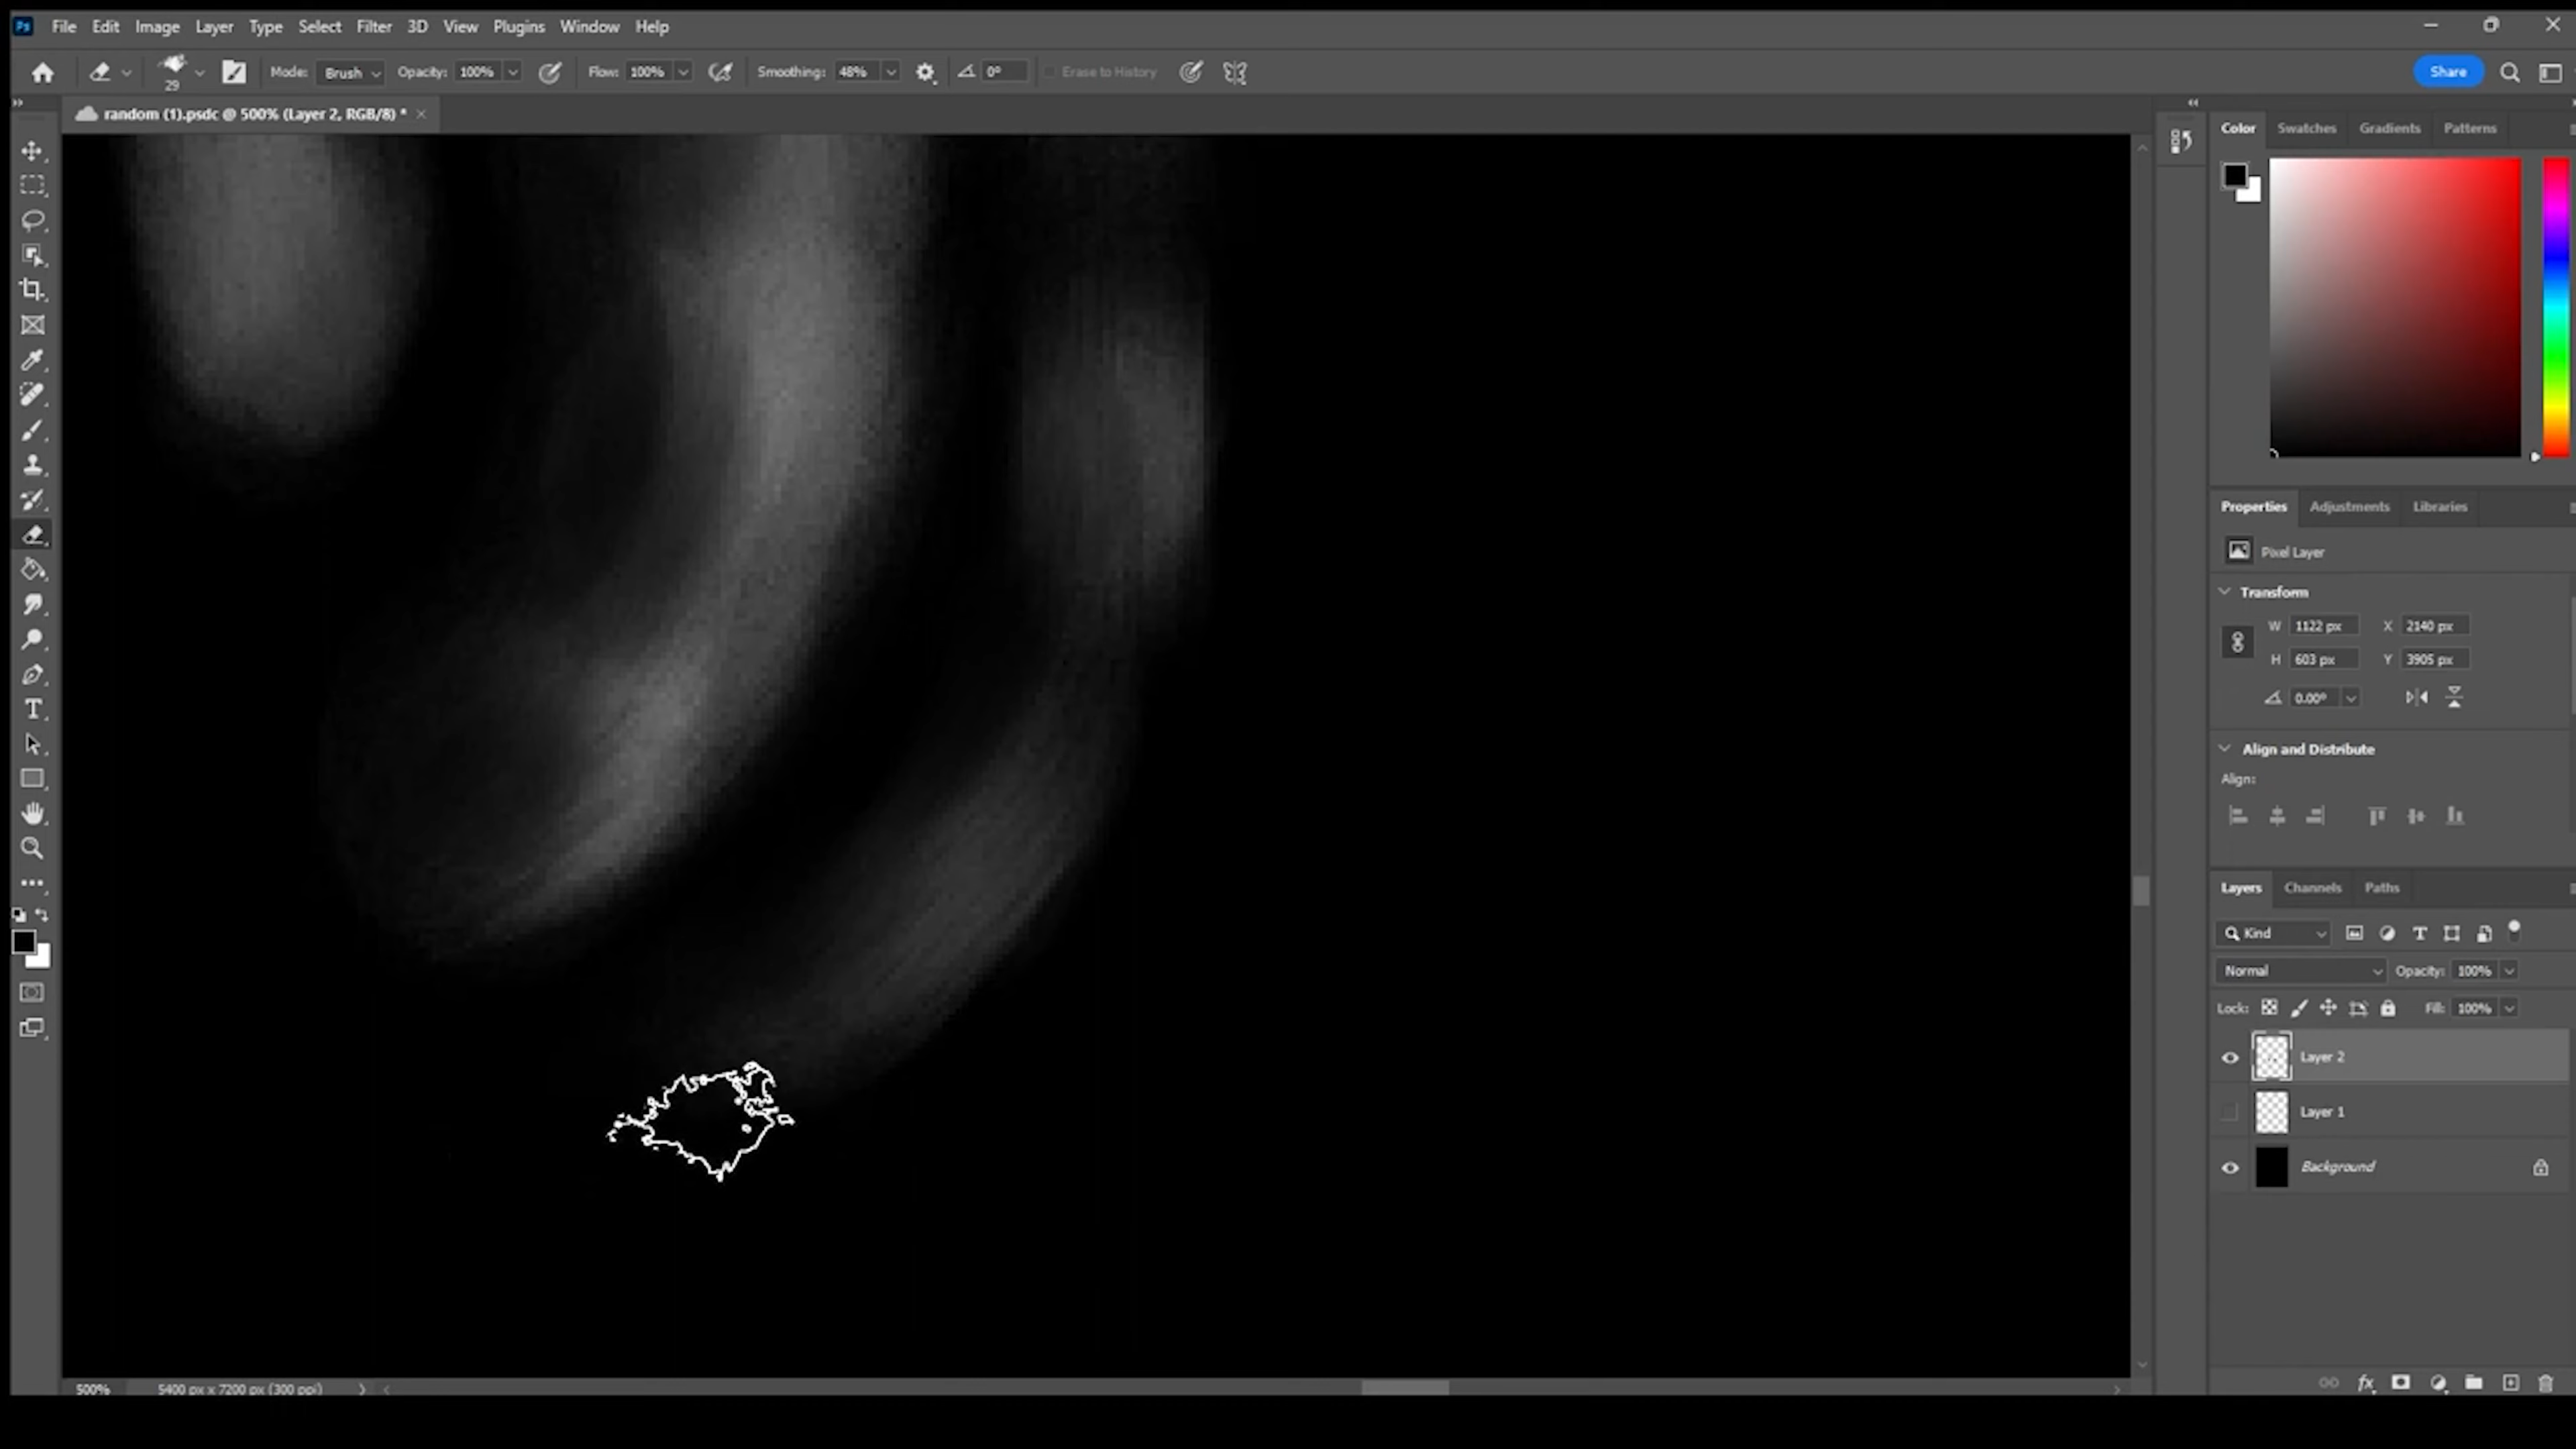 Ps File Edit Image Layer Type Select Filter 3D View Plugins Window Help
29 Mode: Brush Opacity: 100% Flow: 100% Smoothing: 48% 0° Erase to History Share
random (1).psdc @ 500% (Layer 2, RGB/8) *
Color Swatches Gradients Patterns
Properties Adjustments Libraries
Pixel Layer
Transform
W 1122 px X 2140 px
H 603 px Y 3905 px
0.00°
Align and Distribute
Align:
Layers Channels Paths
Kind
Normal Opacity: 100%
Lock: Fill: 100%
Layer 2
Layer 1
Background
fx
500% 5400 px x 7200 px (300 ppi)